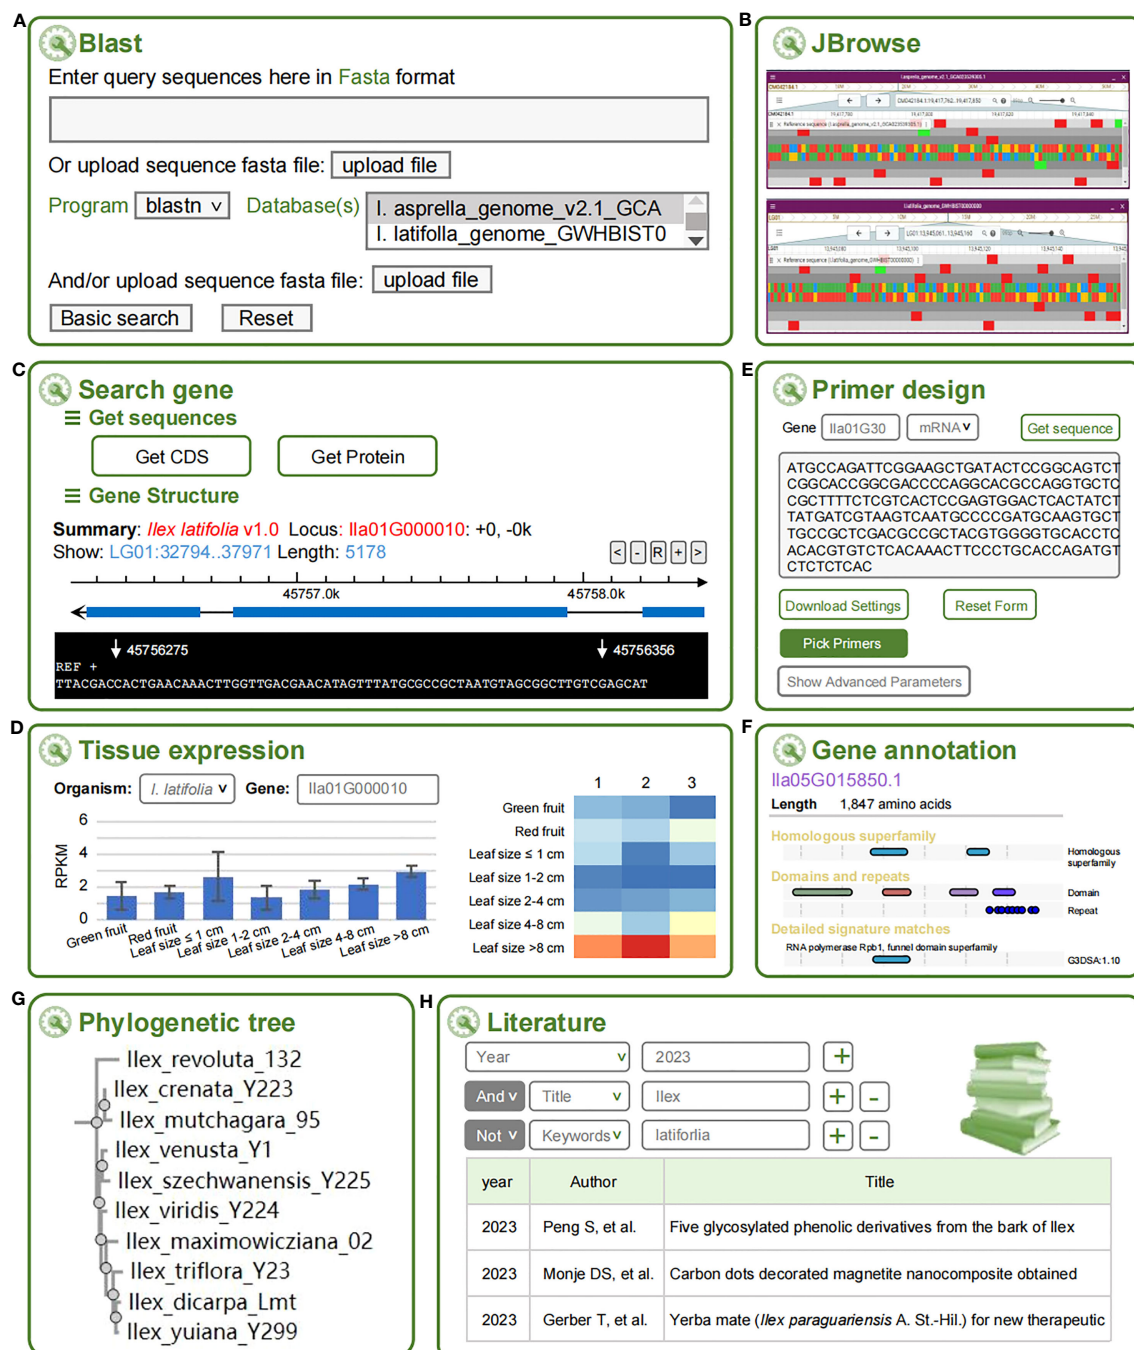 A
Blast
Enter query sequences here in Fasta format
Or upload sequence fasta file: upload file
Program blastn Database(s)
I. asprella_genome_v2.1_GCA
I. latifolla_genome_GWHBIST0
And/or upload sequence fasta file: upload file
Basic search Reset
B
JBrowse
CM042184.1
LG01
C
Search gene
Get sequences
Get CDS Get Protein
Gene Structure
Summary: Ilex latifolia v1.0 Locus: Ila01G000010: +0, -0k
Show: LG01:32794..37971 Length: 5178
< - R + >
45757.0k 45758.0k
45756275 45756356
REF +
TTACGACCACTGAACAAACTTGGTTGACGAACATAGTTTATGCGCCGCTAATGTAGCGGCTTGTCGAGCAT
E
Primer design
Gene Ila01G30 mRNA Get sequence
ATGCCAGATTCGGAAGCTGATACTCCGGCAGTCT
CGGCACCGGCGACCCCAGGCACGCCAGGTGCTC
CGCTTTTCTCGTCACTCCGAGTGGACTCACTATCT
TATGATCGTAAGTCAATGCCCCGATGCAAGTGCT
TGCCGCTCGACGCCGCTACGTGGGGTGCACCTC
ACACGTGTCTCACAAACTTCCCTGCACCAGATGT
CTCTCTCAC
Download Settings Reset Form
Pick Primers
Show Advanced Parameters
D
Tissue expression
Organism: I. latifolia Gene: Ila01G000010
RPKM
6
4
2
0
Green fruit
Red fruit
Leaf size ≤ 1 cm
Leaf size 1-2 cm
Leaf size 2-4 cm
Leaf size 4-8 cm
Leaf size >8 cm
1 2 3
Green fruit
Red fruit
Leaf size ≤ 1 cm
Leaf size 1-2 cm
Leaf size 2-4 cm
Leaf size 4-8 cm
Leaf size >8 cm
F
Gene annotation
Ila05G015850.1
Length 1,847 amino acids
Homologous superfamily
Homologous
superfamily
Domains and repeats
Domain
Repeat
Detailed signature matches
RNA polymerase Rpb1, funnel domain superfamily
G3DSA:1.10
G
Phylogenetic tree
Ilex_revoluta_132
Ilex_crenata_Y223
Ilex_mutchagara_95
Ilex_venusta_Y1
Ilex_szechwanensis_Y225
Ilex_viridis_Y224
Ilex_maximowicziana_02
Ilex_triflora_Y23
Ilex_dicarpa_Lmt
Ilex_yuiana_Y299
H
Literature
Year 2023 +
And Title Ilex + -
Not Keywords latiforlia + -
year Author Title
2023 Peng S, et al. Five glycosylated phenolic derivatives from the bark of Ilex
2023 Monje DS, et al. Carbon dots decorated magnetite nanocomposite obtained
2023 Gerber T, et al. Yerba mate (Ilex paraguariensis A. St.-Hil.) for new therapeutic